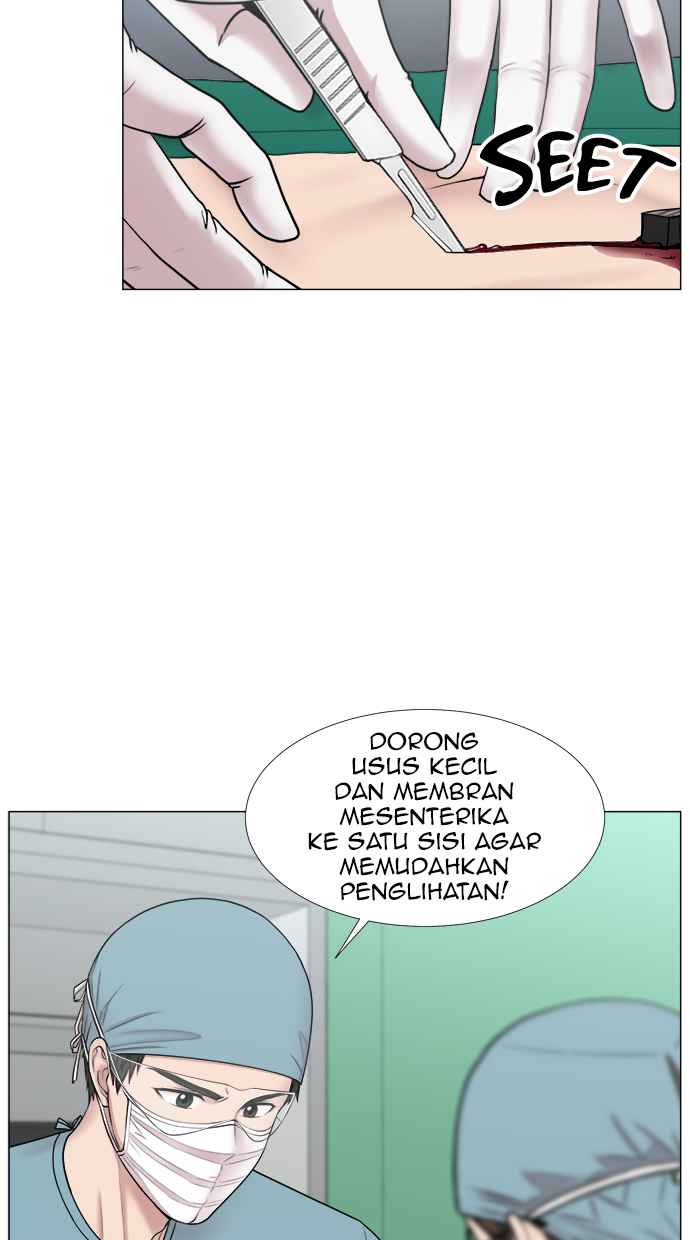 SEET
DORONG
USUS KECIL
DAN MEMBRAN
MESENTERIKA
KE SATU SISI AGAR
MEMUDAHKAN
PENGLIHATAN!